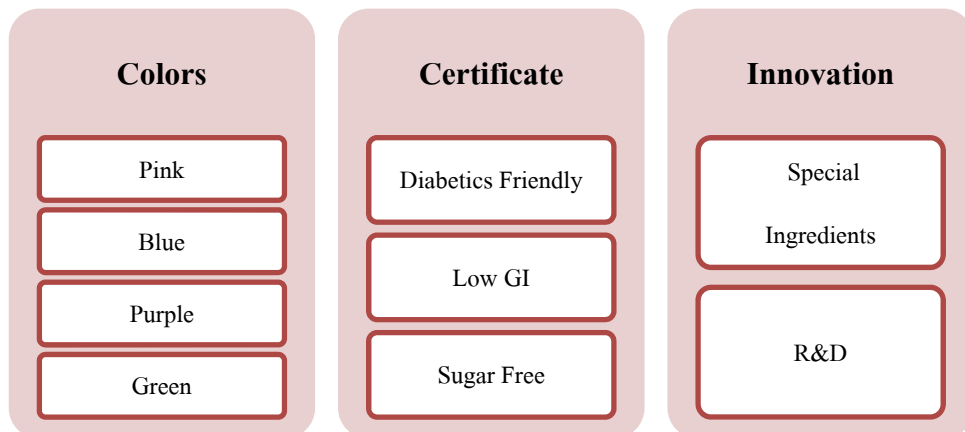 Colors
Pink
Blue
Purple
Green
Certificate
Diabetics Friendly
Low GI
Sugar Free
Innovation
Special
Ingredients
R&D